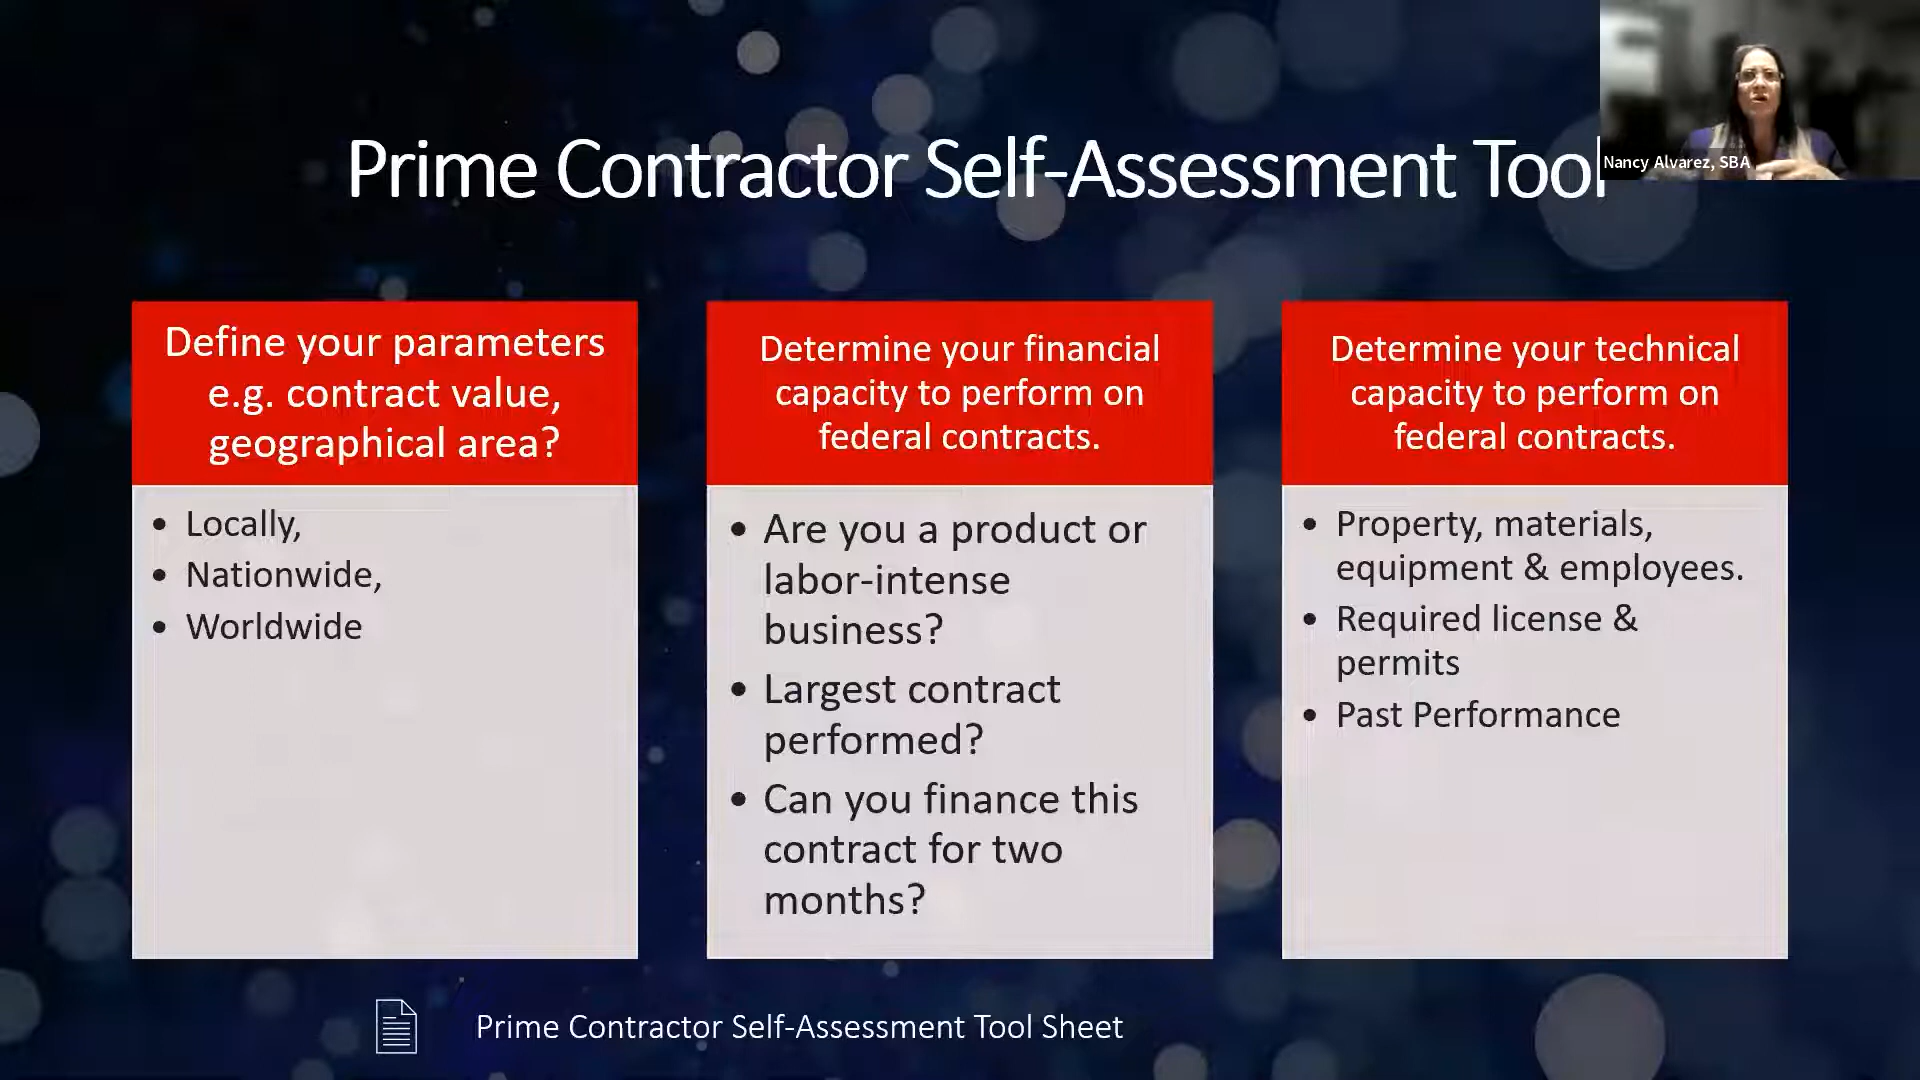 Prime Contractor Self-Assessment Tool
Nancy Alvarez, SBA
Define your parameters
e.g. contract value,
geographical area?
• Locally,
• Nationwide,
• Worldwide
Determine your financial
capacity to perform on
federal contracts.
• Are you a product or
labor-intense
business?
• Largest contract
performed?
• Can you finance this
contract for two
months?
Determine your technical
capacity to perform on
federal contracts.
• Property, materials,
equipment & employees.
• Required license &
permits
• Past Performance
Prime Contractor Self-Assessment Tool Sheet